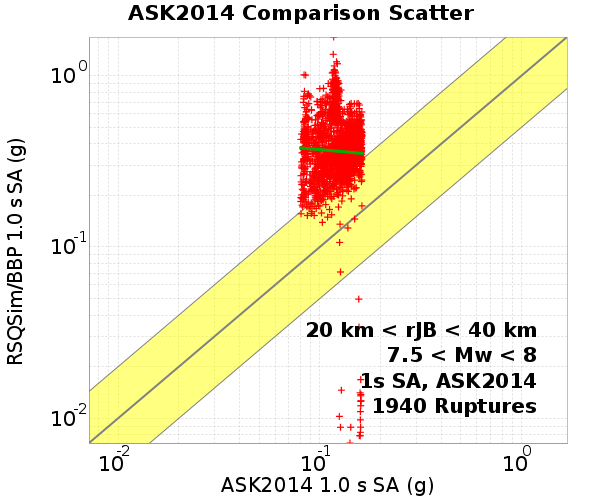 ASK2014 Comparison Scatter
RSQSim/BBP 1.0 s SA (g)
10^0
10^-1
10^-2
20 km < rJB < 40 km
7.5 < Mw < 8
1s SA, ASK2014
1940 Ruptures
10^-2 10^-1 10^0
ASK2014 1.0 s SA (g)